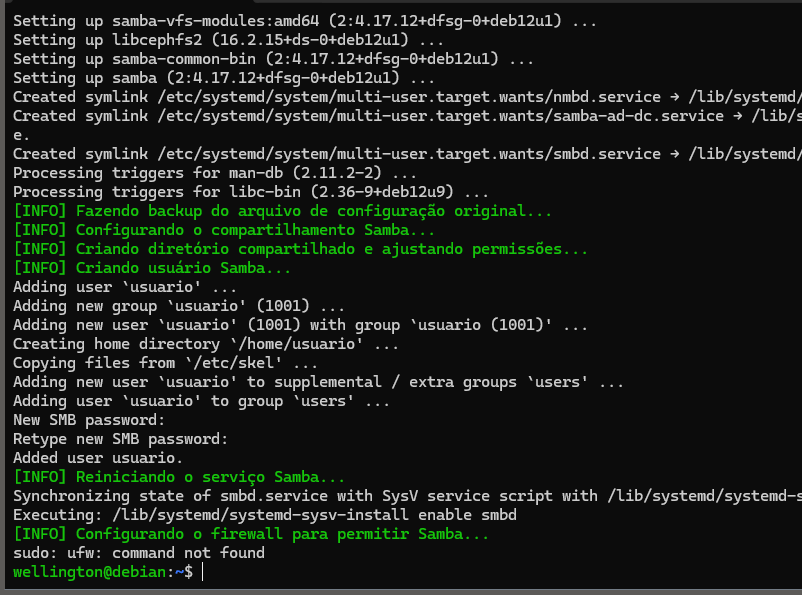 Setting up samba-vfs-modules:amd64 (2:4.17.12+dfsg-0+deb12u1) ...
Setting up libcephfs2 (16.2.15+ds-0+deb12u1) ...
Setting up samba-common-bin (2:4.17.12+dfsg-0+deb12u1) ...
Setting up samba (2:4.17.12+dfsg-0+deb12u1) ...
Created symlink /etc/systemd/system/multi-user.target.wants/nmbd.service → /lib/systemd/
Created symlink /etc/systemd/system/multi-user.target.wants/samba-ad-dc.service → /lib/s
e.
Created symlink /etc/systemd/system/multi-user.target.wants/smbd.service → /lib/systemd/
Processing triggers for man-db (2.11.2-2) ...
Processing triggers for libc-bin (2.36-9+deb12u9) ...
[INFO] Fazendo backup do arquivo de configuração original...
[INFO] Configurando o compartilhamento Samba...
[INFO] Criando diretório compartilhado e ajustando permissões...
[INFO] Criando usuário Samba...
Adding user `usuario' ...
Adding new group `usuario' (1001) ...
Adding new user `usuario' (1001) with group `usuario (1001)' ...
Creating home directory `/home/usuario' ...
Copying files from `/etc/skel' ...
Adding new user `usuario' to supplemental / extra groups `users' ...
Adding user `usuario' to group `users' ...
New SMB password:
Retype new SMB password:
Added user usuario.
[INFO] Reiniciando o serviço Samba...
Synchronizing state of smbd.service with SysV service script with /lib/systemd/systemd-s
Executing: /lib/systemd/systemd-sysv-install enable smbd
[INFO] Configurando o firewall para permitir Samba...
sudo: ufw: command not found
wellington@debian:~$